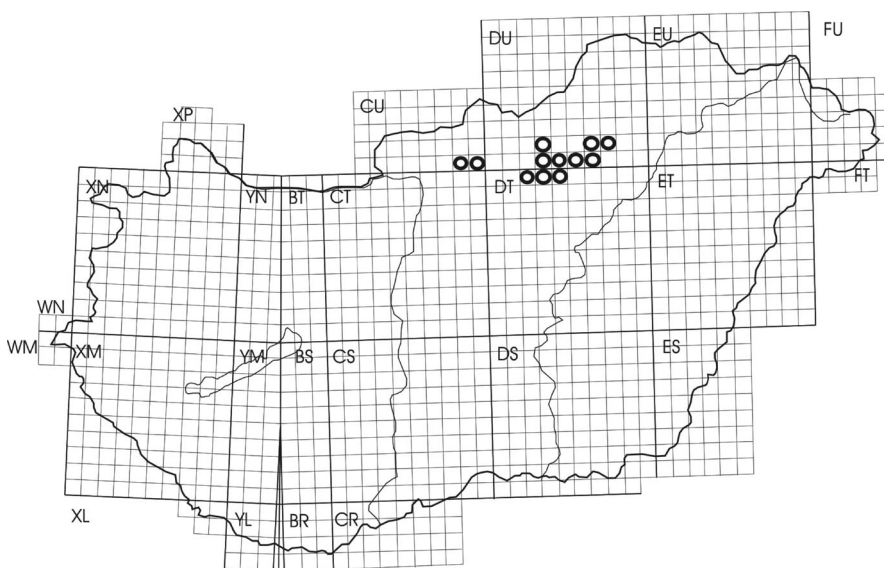 DU EU FU
CU
XP
XN YN BT CT DT ET FT
WN
WM XM YM BS CS DS ES
XL YL BR CR